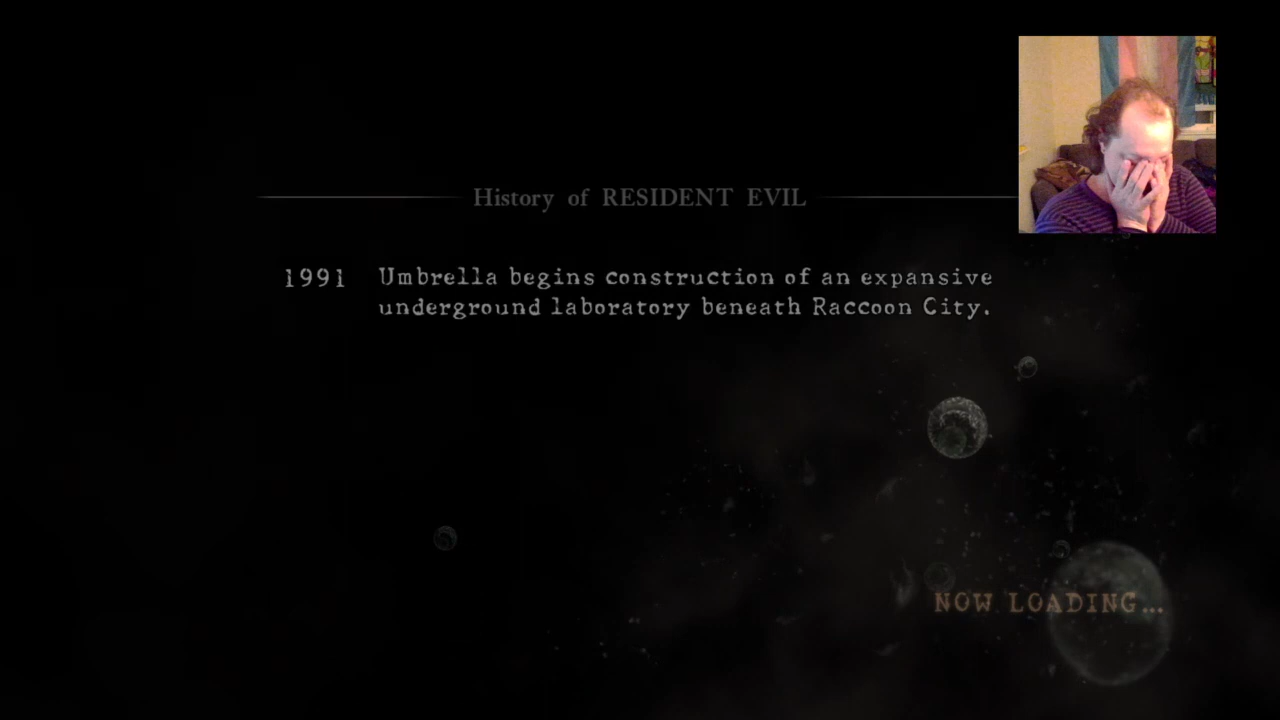 History of RESIDENT EVIL
1991 Umbrella begins construction of an expansive
underground laboratory beneath Raccoon City.
NOW LOADING...